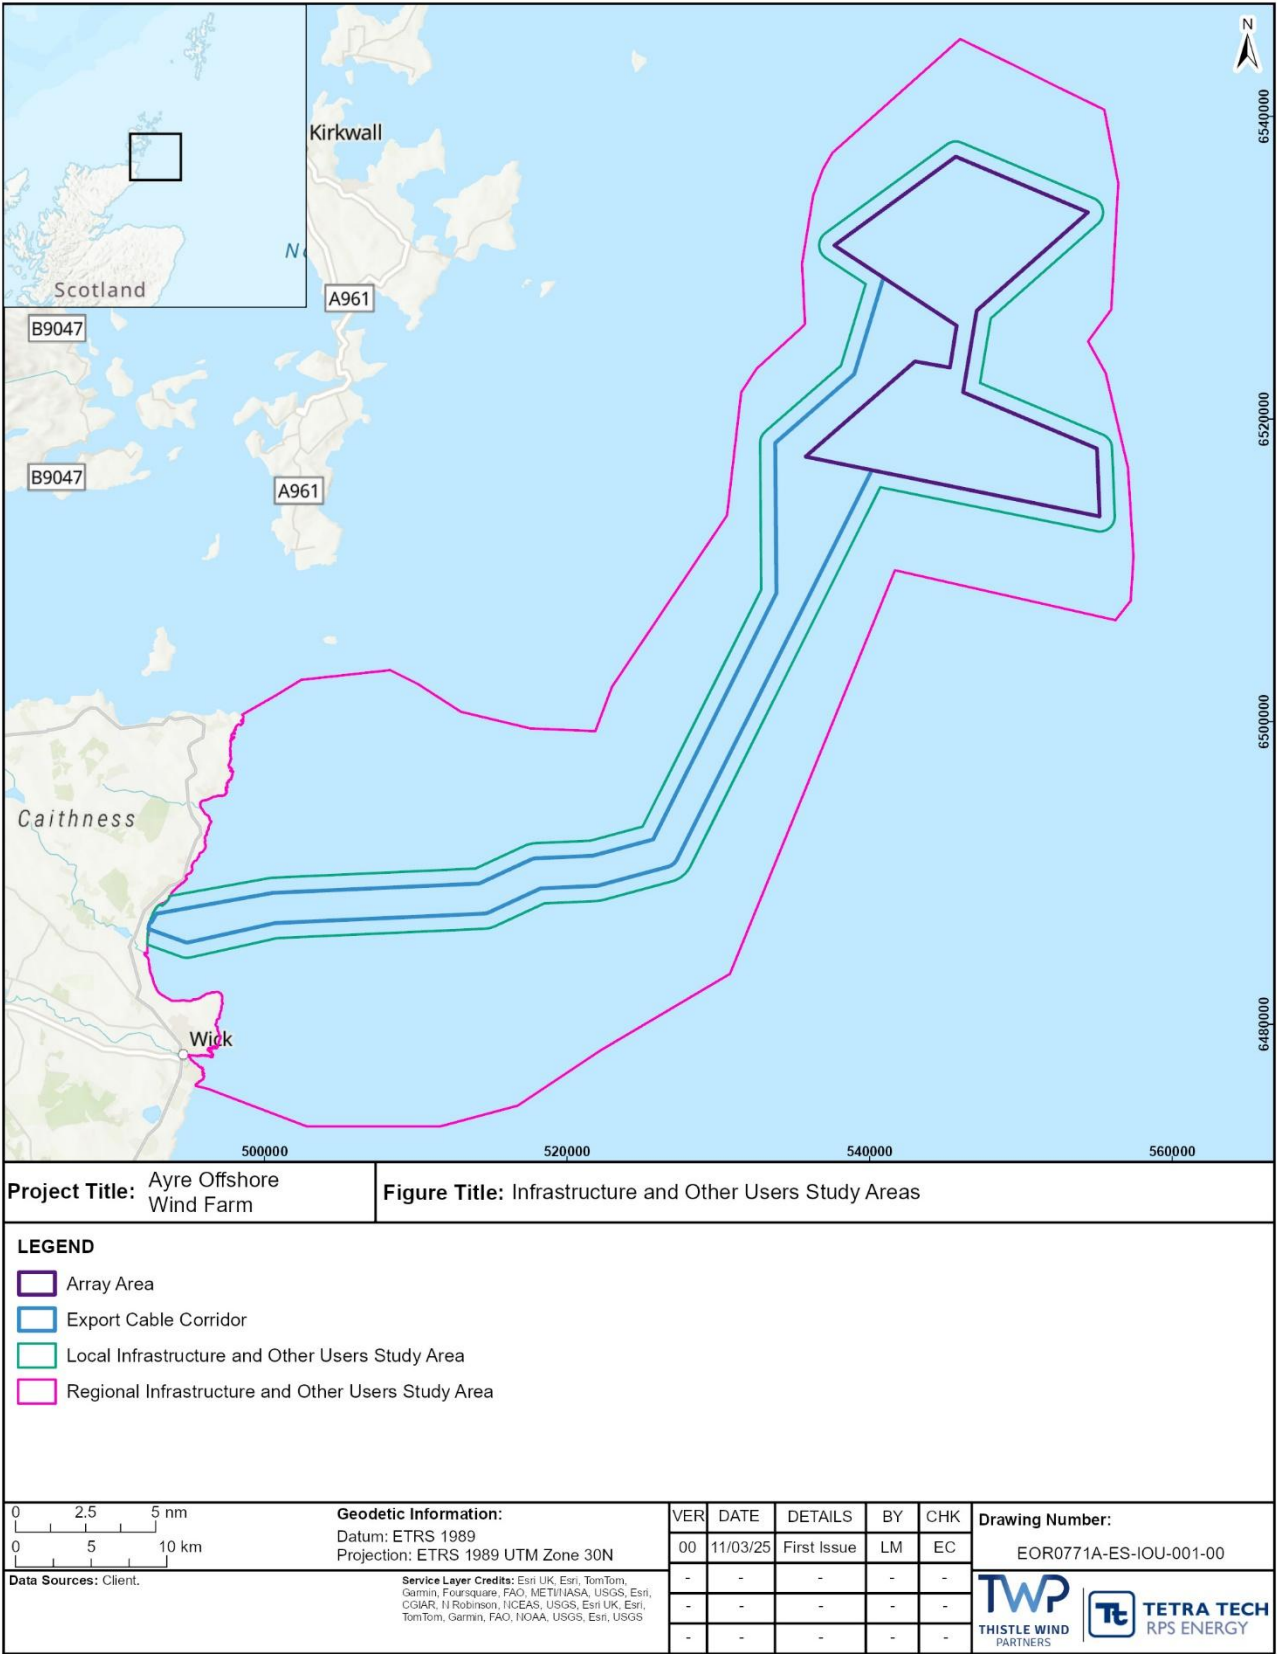 N
Kirkwall
6540000
N
Scotland
A961
B9047
6520000
B9047
A961
6500000
Caithness
6480000
Wick
500000
520000
540000
560000
Project Title: Ayre Offshore
Wind Farm
Figure Title: Infrastructure and Other Users Study Areas
LEGEND
Array Area
Export Cable Corridor
Local Infrastructure and Other Users Study Area
Regional Infrastructure and Other Users Study Area
0 2.5 5 nm
0 5 10 km
Geodetic Information:
Datum: ETRS 1989
Projection: ETRS 1989 UTM Zone 30N
VER DATE DETAILS BY CHK
00 11/03/25 First Issue LM EC
- - - - -
- - - - -
- - - - -
Drawing Number:
EOR0771A-ES-IOU-001-00
Data Sources: Client.
Service Layer Credits: Esri UK, Esri, TomTom,
Garmin, Foursquare, FAO, METI/NASA, USGS, Esri,
CGIAR, N Robinson, NCEAS, USGS, Esri UK, Esri,
TomTom, Garmin, FAO, NOAA, USGS, Esri, USGS
TWP
THISTLE WIND
PARTNERS
Tt
TETRA TECH
RPS ENERGY